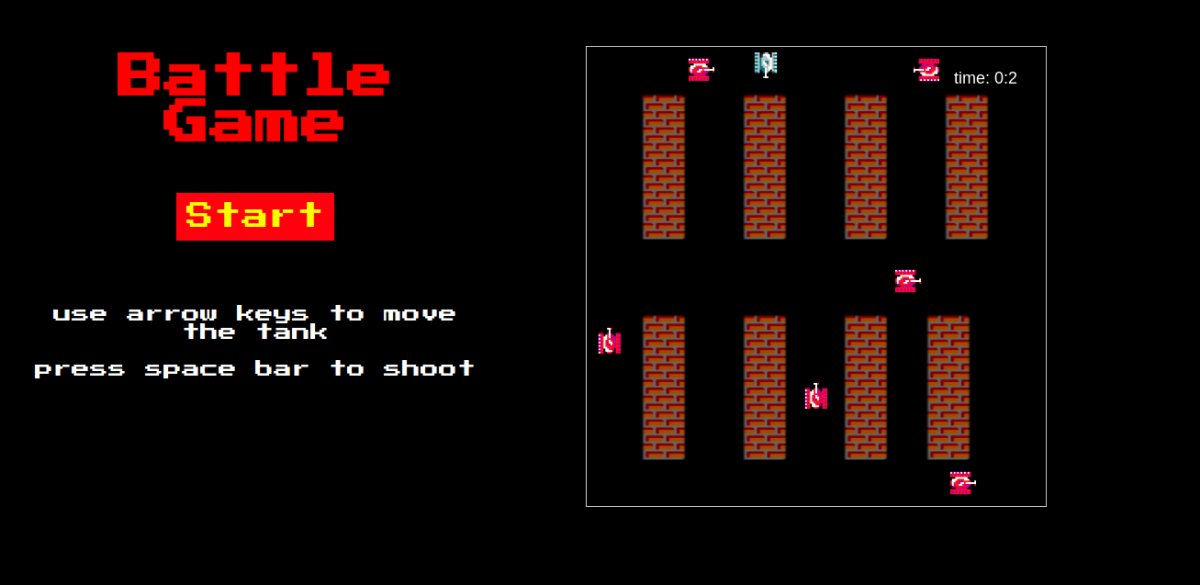 Battle
Game
Start
use arrow keys to move
the tank
press space bar to shoot
time: 0:2